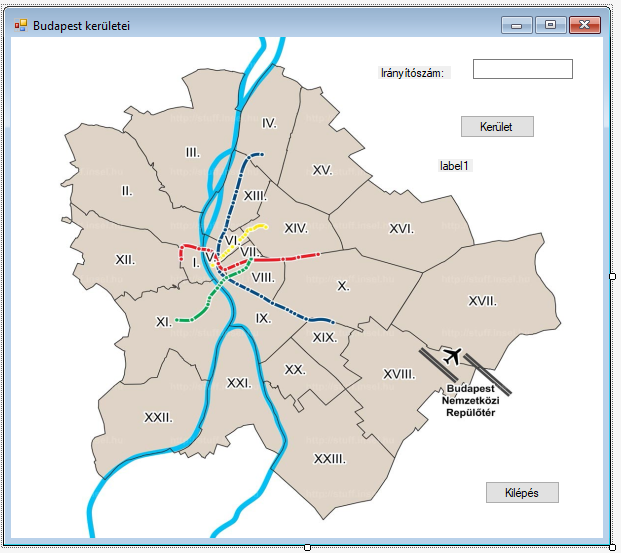 Budapest kerületei
Irányítószám:
Kerület
label1
IV.
III.
XV.
II.
XIII.
XIV.
XVI.
VI.
VII.
V.
XII.
I.
VIII.
X.
XVII.
XI.
IX.
XIX.
XX.
XVIII.
XXI.
Budapest
Nemzetközi
Repülőtér
XXII.
XXIII.
Kilépés